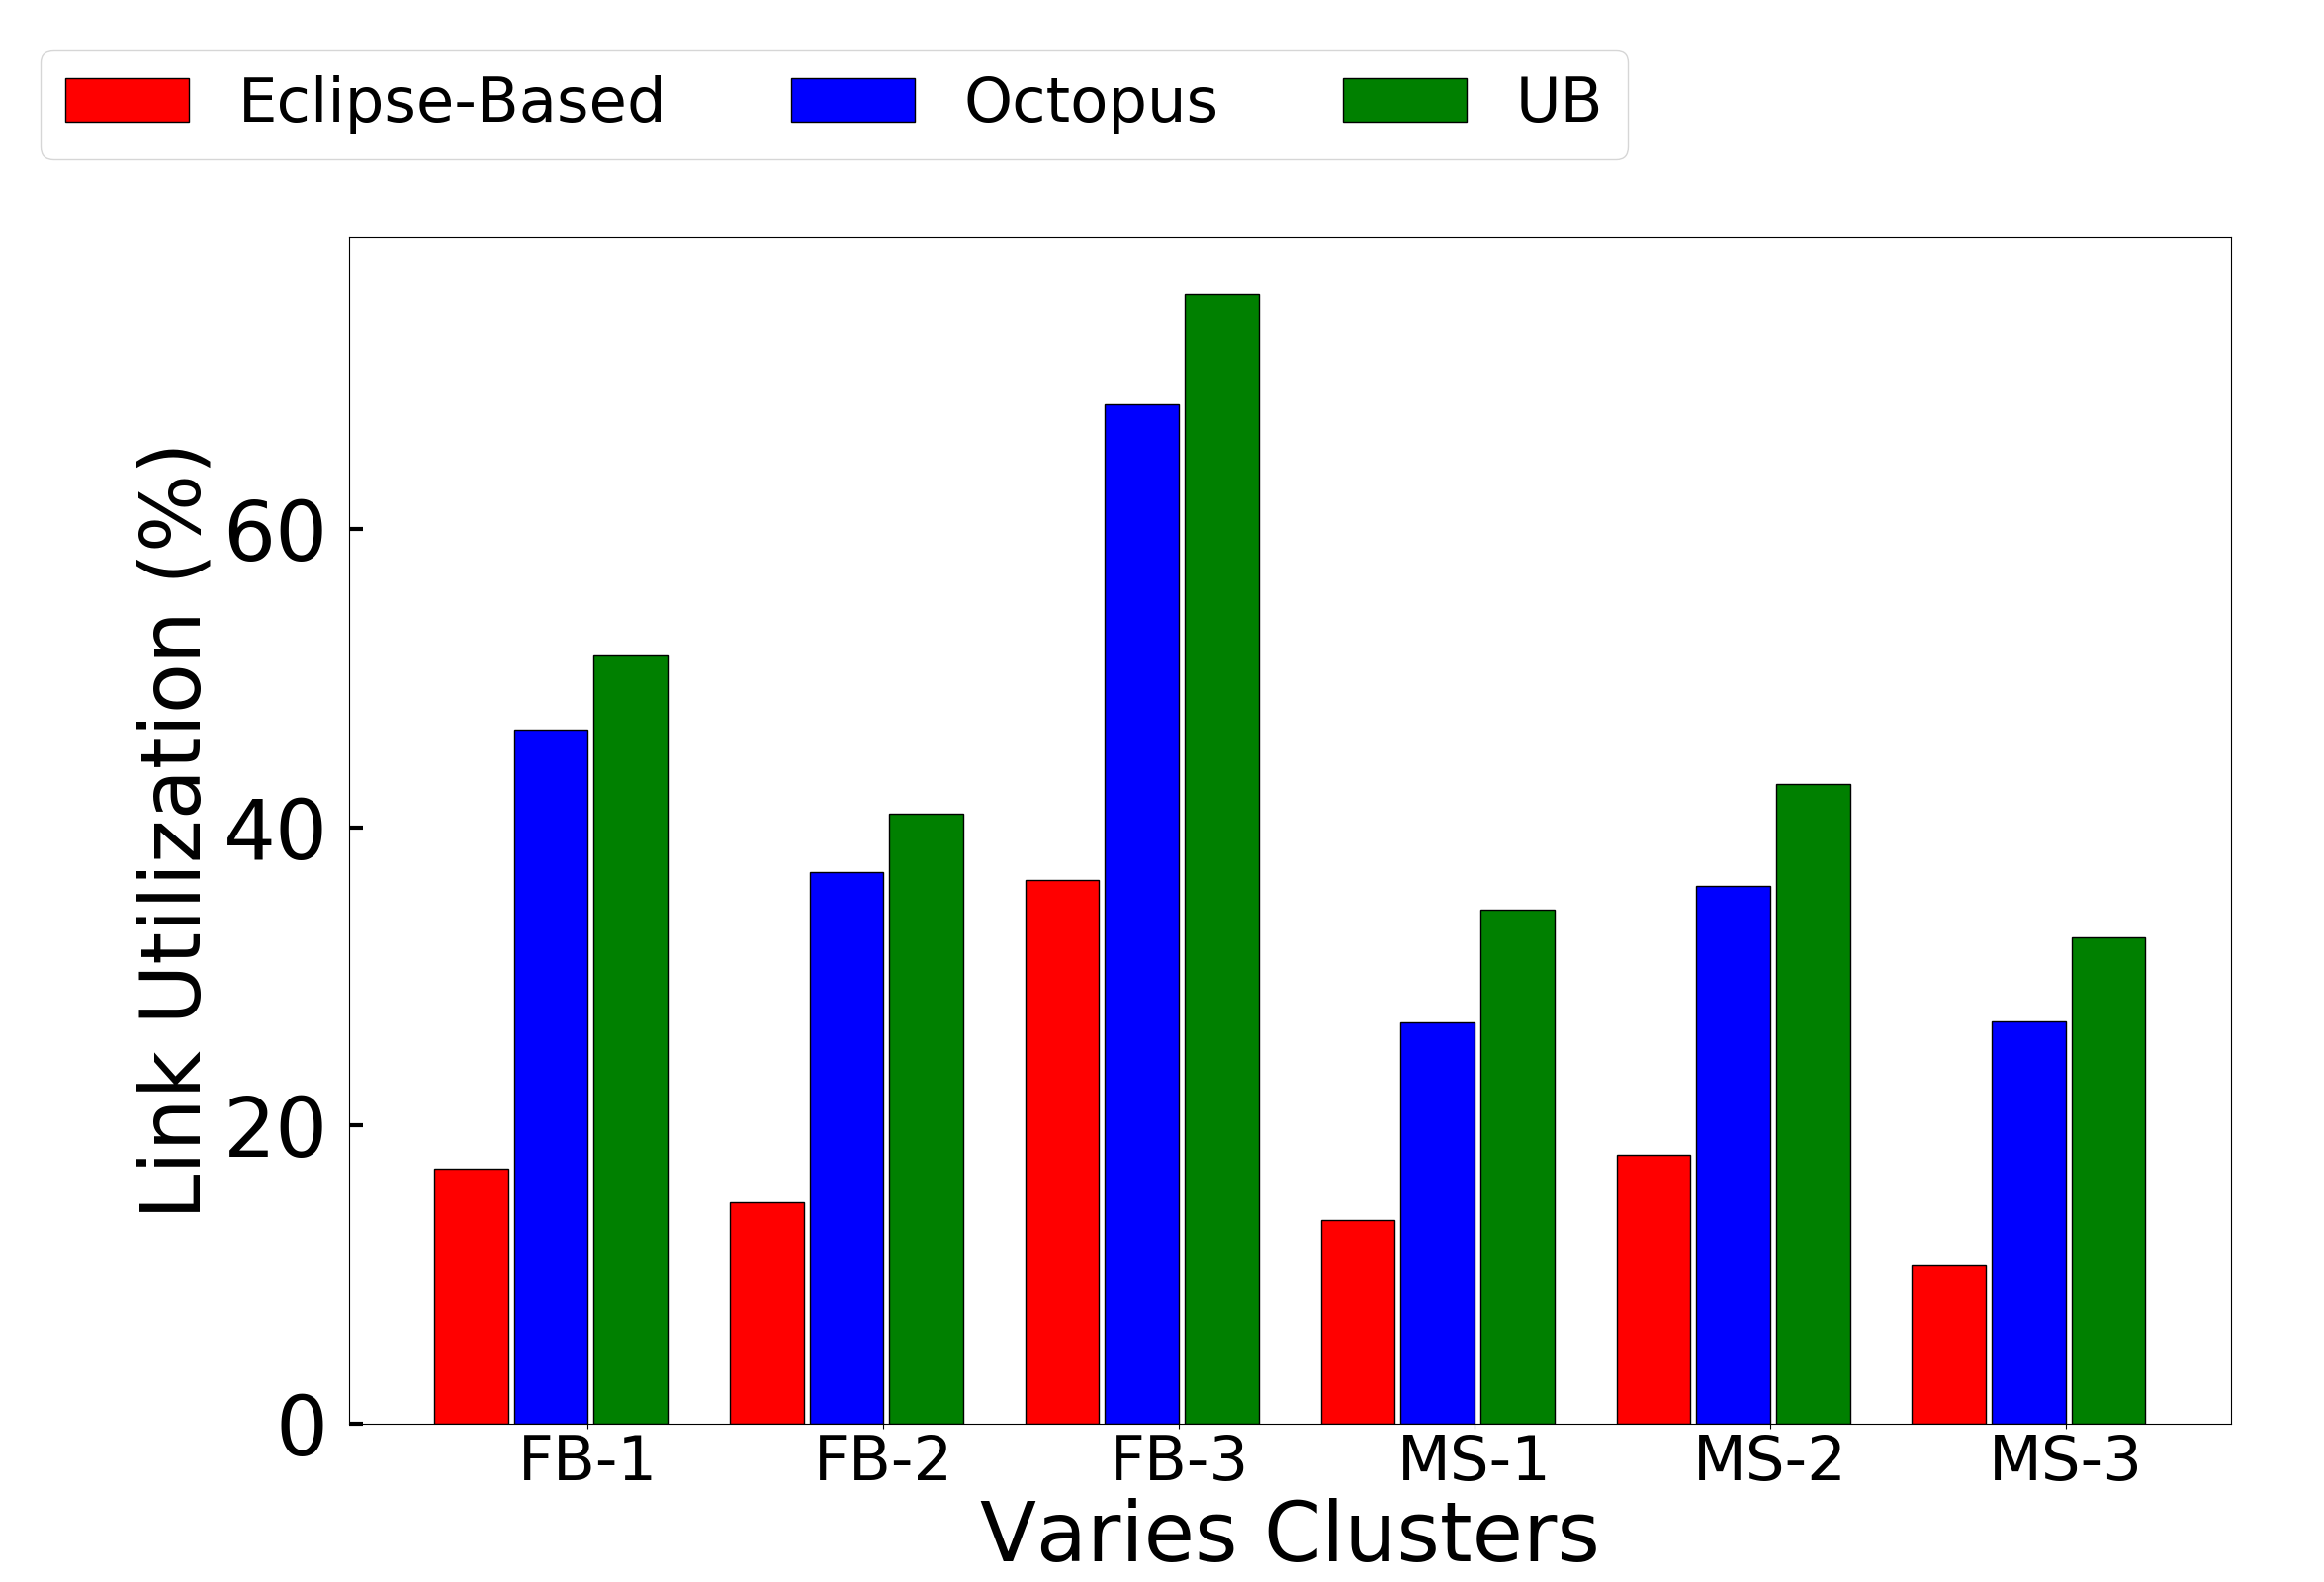 Eclipse-Based Octopus UB
Link Utilization (%)
60
40
20
0
FB-1 FB-2 FB-3 MS-1 MS-2 MS-3
Varies Clusters